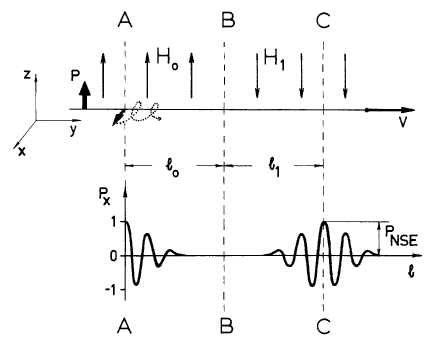 A B C
H₀ H₁
z P
x y V
ℓ₀ ℓ₁
Pₓ
1 P_NSE
0 ℓ
-1
A B C